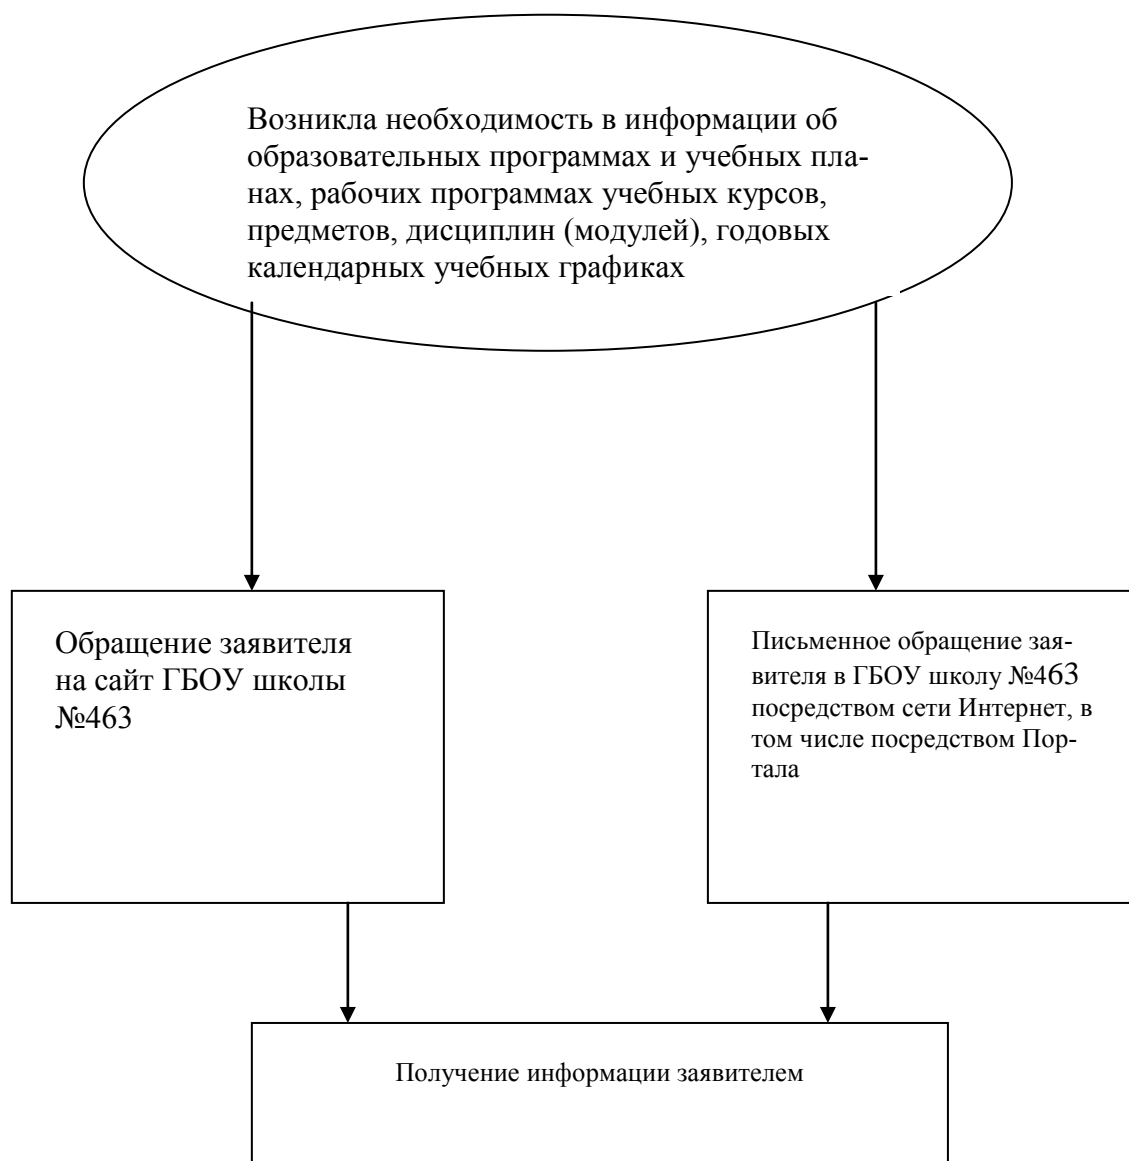 Возникла необходимость в информации об
образовательных программах и учебных пла-
нах, рабочих программах учебных курсов,
предметов, дисциплин (модулей), годовых
календарных учебных графиках
Обращение заявителя
на сайт ГБОУ школы
№463
Письменное обращение зая-
вителя в ГБОУ школу №463
посредством сети Интернет, в
том числе посредством Пор-
тала
Получение информации заявителем